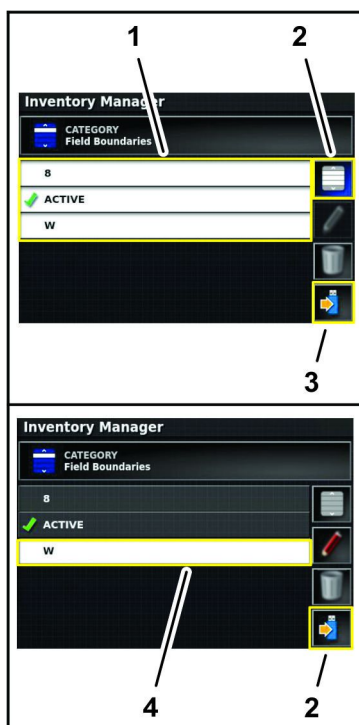 1 2
Inventory Manager
CATEGORY
Field Boundaries
8
ACTIVE
W
3
Inventory Manager
CATEGORY
Field Boundaries
8
ACTIVE
W
4 2